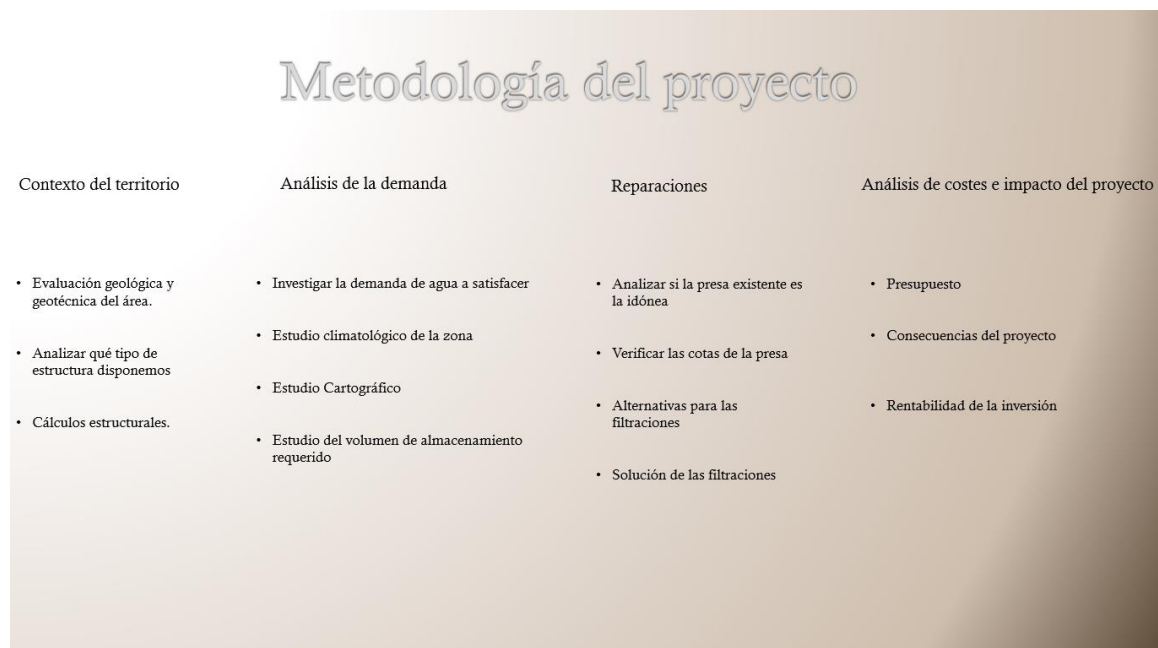 Metodología del proyecto
Contexto del territorio
• Evaluación geológica y
geotécnica del área.
• Analizar qué tipo de
estructura disponemos
• Cálculos estructurales.
Análisis de la demanda
• Investigar la demanda de agua a satisfacer
• Estudio climatológico de la zona
• Estudio Cartográfico
• Estudio del volumen de almacenamiento
requerido
Reparaciones
• Analizar si la presa existente es
la idónea
• Verificar las cotas de la presa
• Alternativas para las
filtraciones
• Solución de las filtraciones
Análisis de costes e impacto del proyecto
• Presupuesto
• Consecuencias del proyecto
• Rentabilidad de la inversión